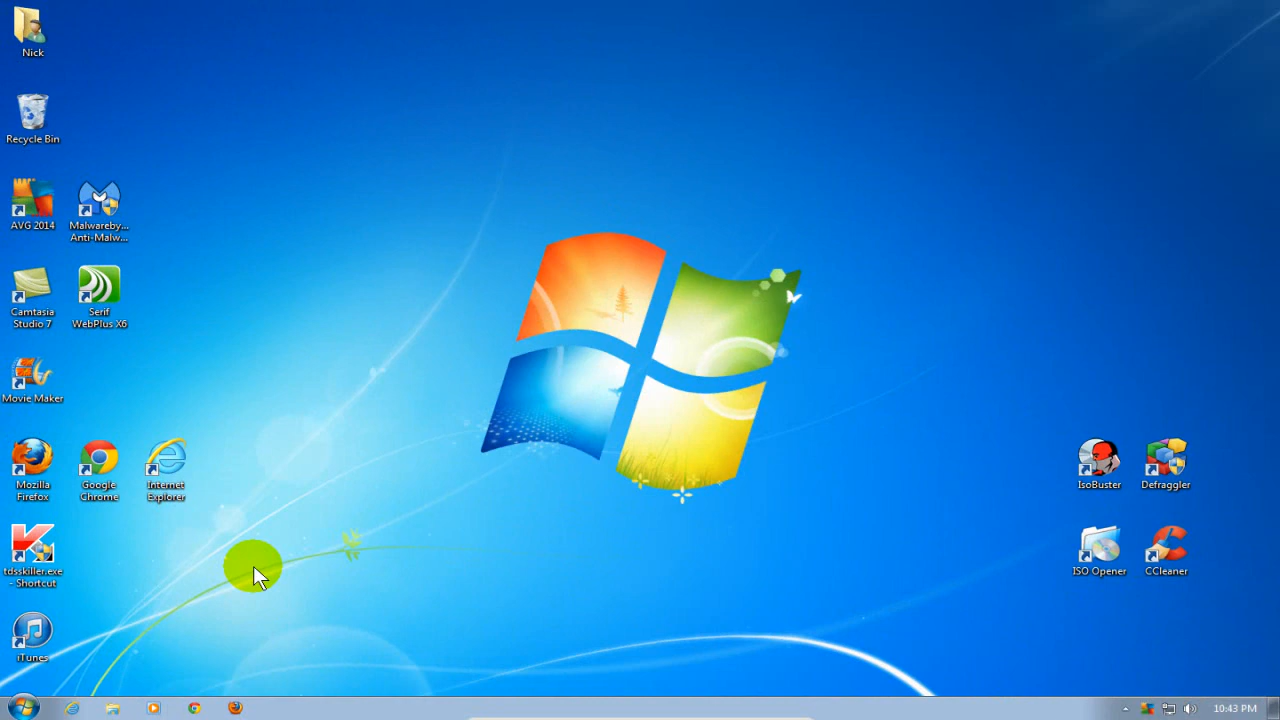 Nick
Recycle Bin
AVG 2014
Malwareby...
Anti-Malw...
Camtasia
Studio 7
Serif
WebPlus X6
Movie Maker
Mozilla
Firefox
Google
Chrome
Internet
Explorer
IsoBuster
Defraggler
tdsskiller.exe
- Shortcut
ISO Opener
CCleaner
iTunes
10:43 PM